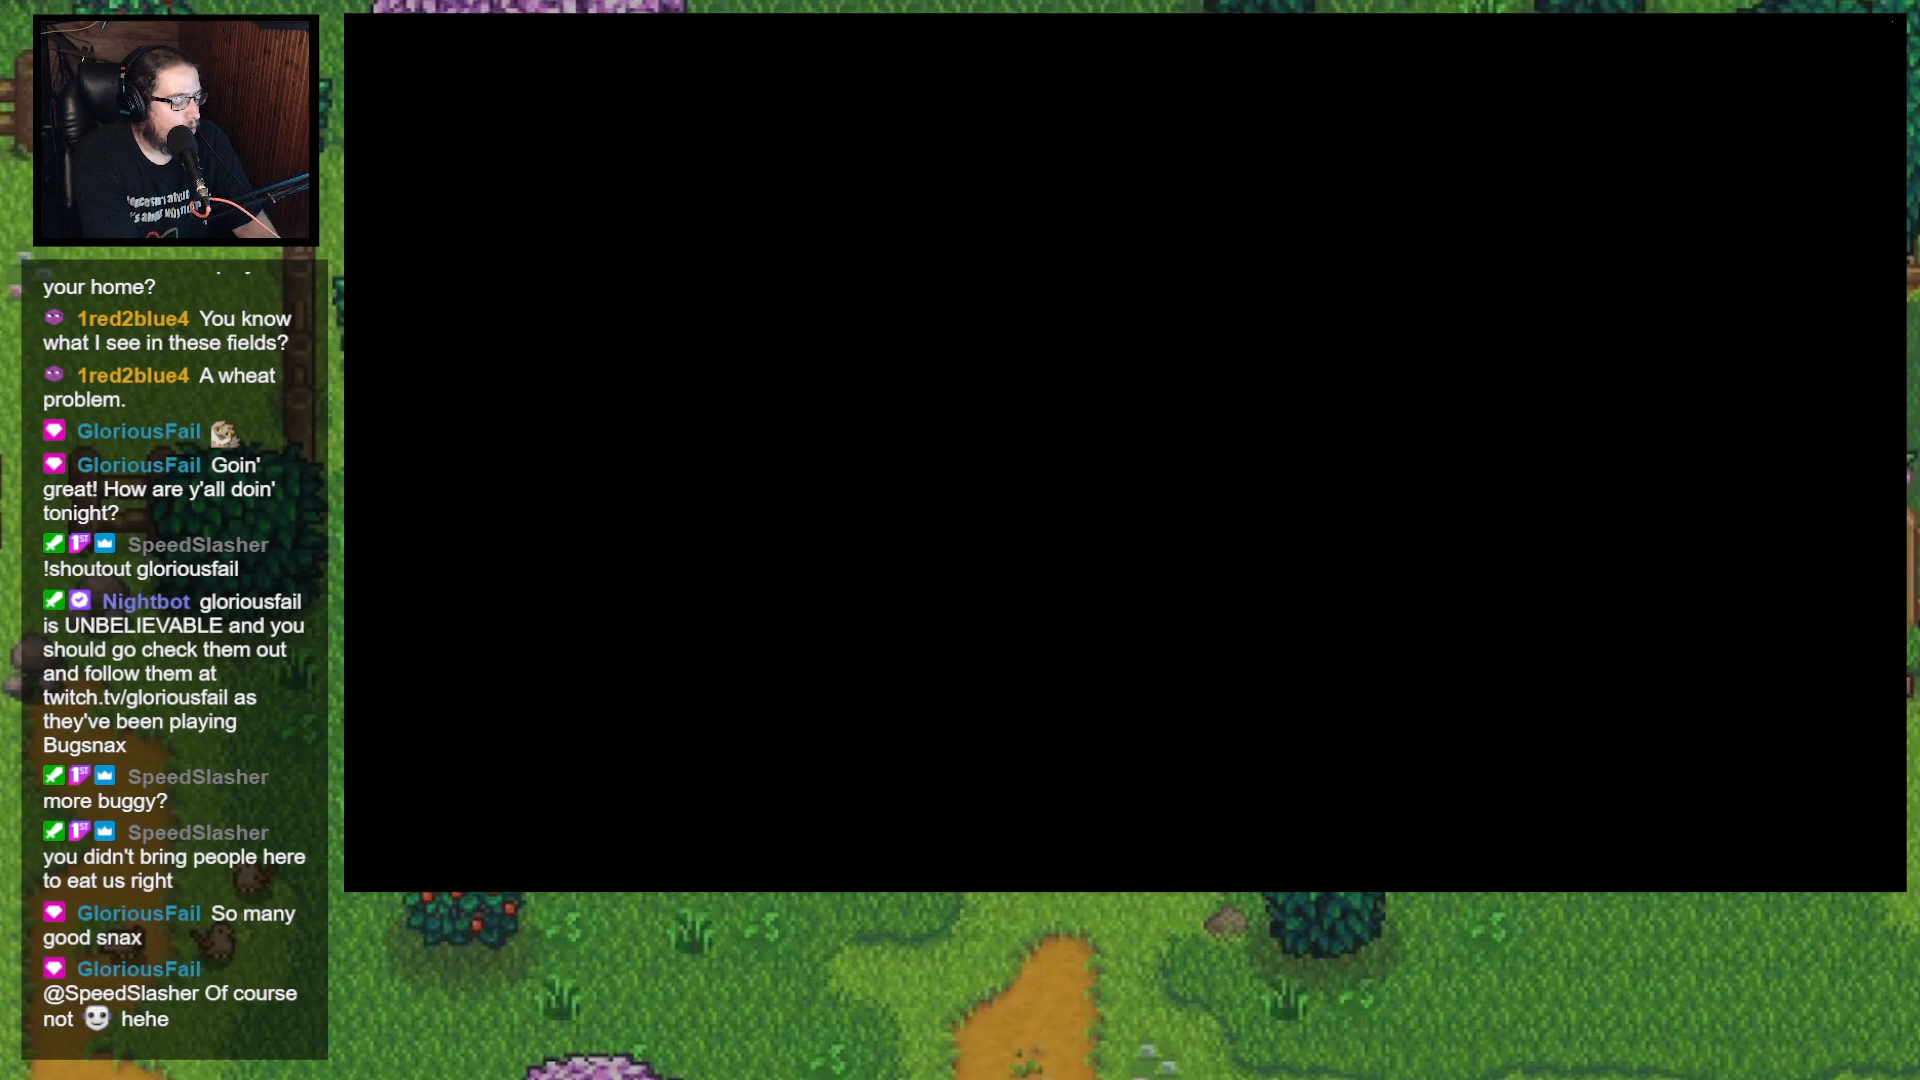 your home?
1red2blue4 You know
what I see in these fields?
1red2blue4 A wheat
problem.
GloriousFail
GloriousFail Goin'
great! How are y'all doin'
tonight?
1ST SpeedSlasher
!shoutout gloriousfail
Nightbot gloriousfail
is UNBELIEVABLE and you
should go check them out
and follow them at
twitch.tv/gloriousfail as
they've been playing
Bugsnax
1ST SpeedSlasher
more buggy?
1ST SpeedSlasher
you didn't bring people here
to eat us right
GloriousFail So many
good snax
GloriousFail
@SpeedSlasher Of course
not hehe